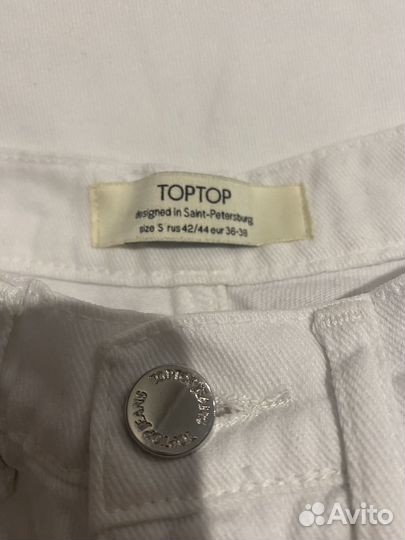 TOPTOP
designed in Saint-Petersburg
size S rus 42/44 eur 36-38
TOPTOP JEANS
Avito